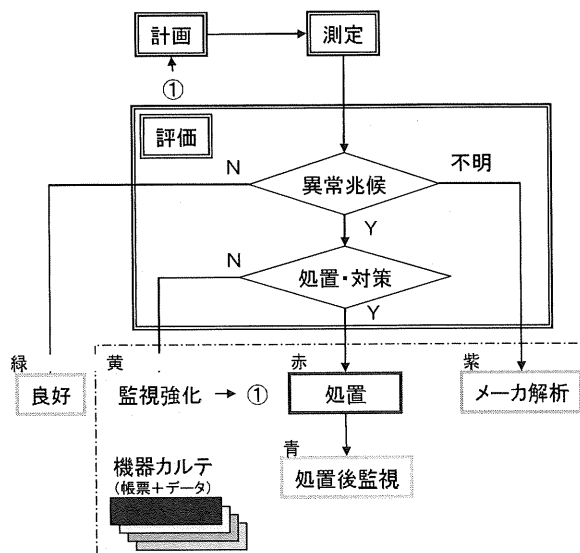 計画
測定
①
評価
N
異常兆候
不明
Y
N
処置・対策
Y
緑
黄
赤
紫
良好
監視強化
①
処置
メーカ解析
青
処置後監視
機器カルテ
(帳票+データ)